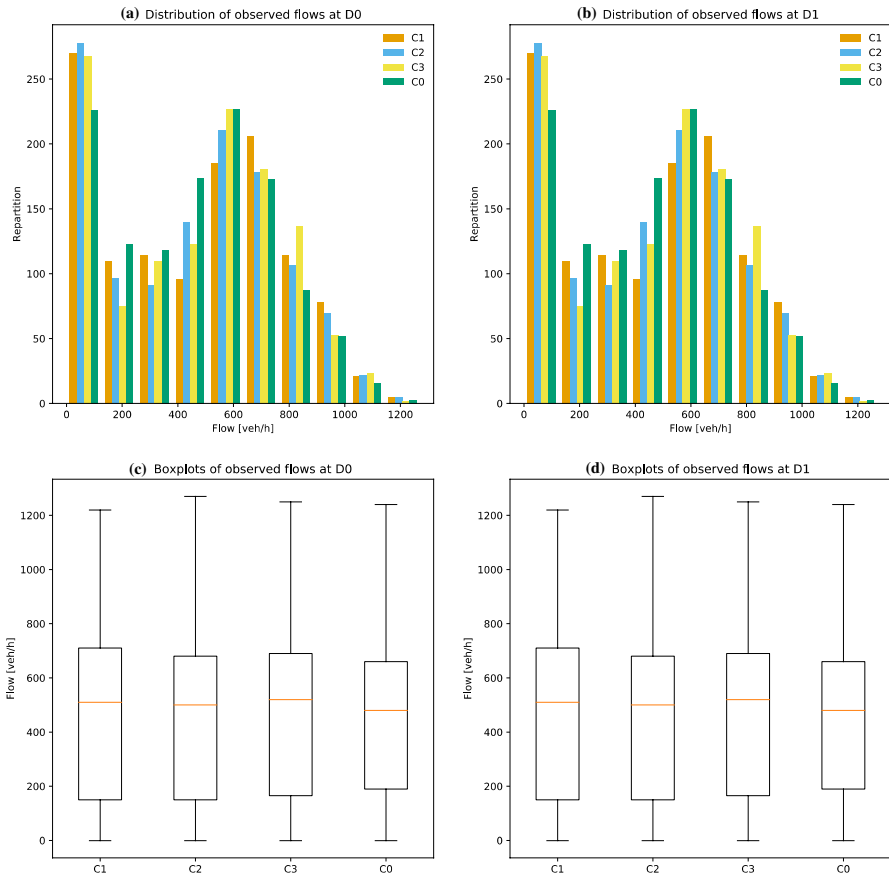 (a) Distribution of observed flows at D0
C1
C2
C3
C0
250
200
150
100
50
0
Repartition
0 200 400 600 800 1000 1200
Flow [veh/h]
(b) Distribution of observed flows at D1
C1
C2
C3
C0
250
200
150
100
50
0
Repartition
0 200 400 600 800 1000 1200
Flow [veh/h]
(c) Boxplots of observed flows at D0
1200
1000
800
600
400
200
0
Flow [veh/h]
C1 C2 C3 C0
(d) Boxplots of observed flows at D1
1200
1000
800
600
400
200
0
Flow [veh/h]
C1 C2 C3 C0